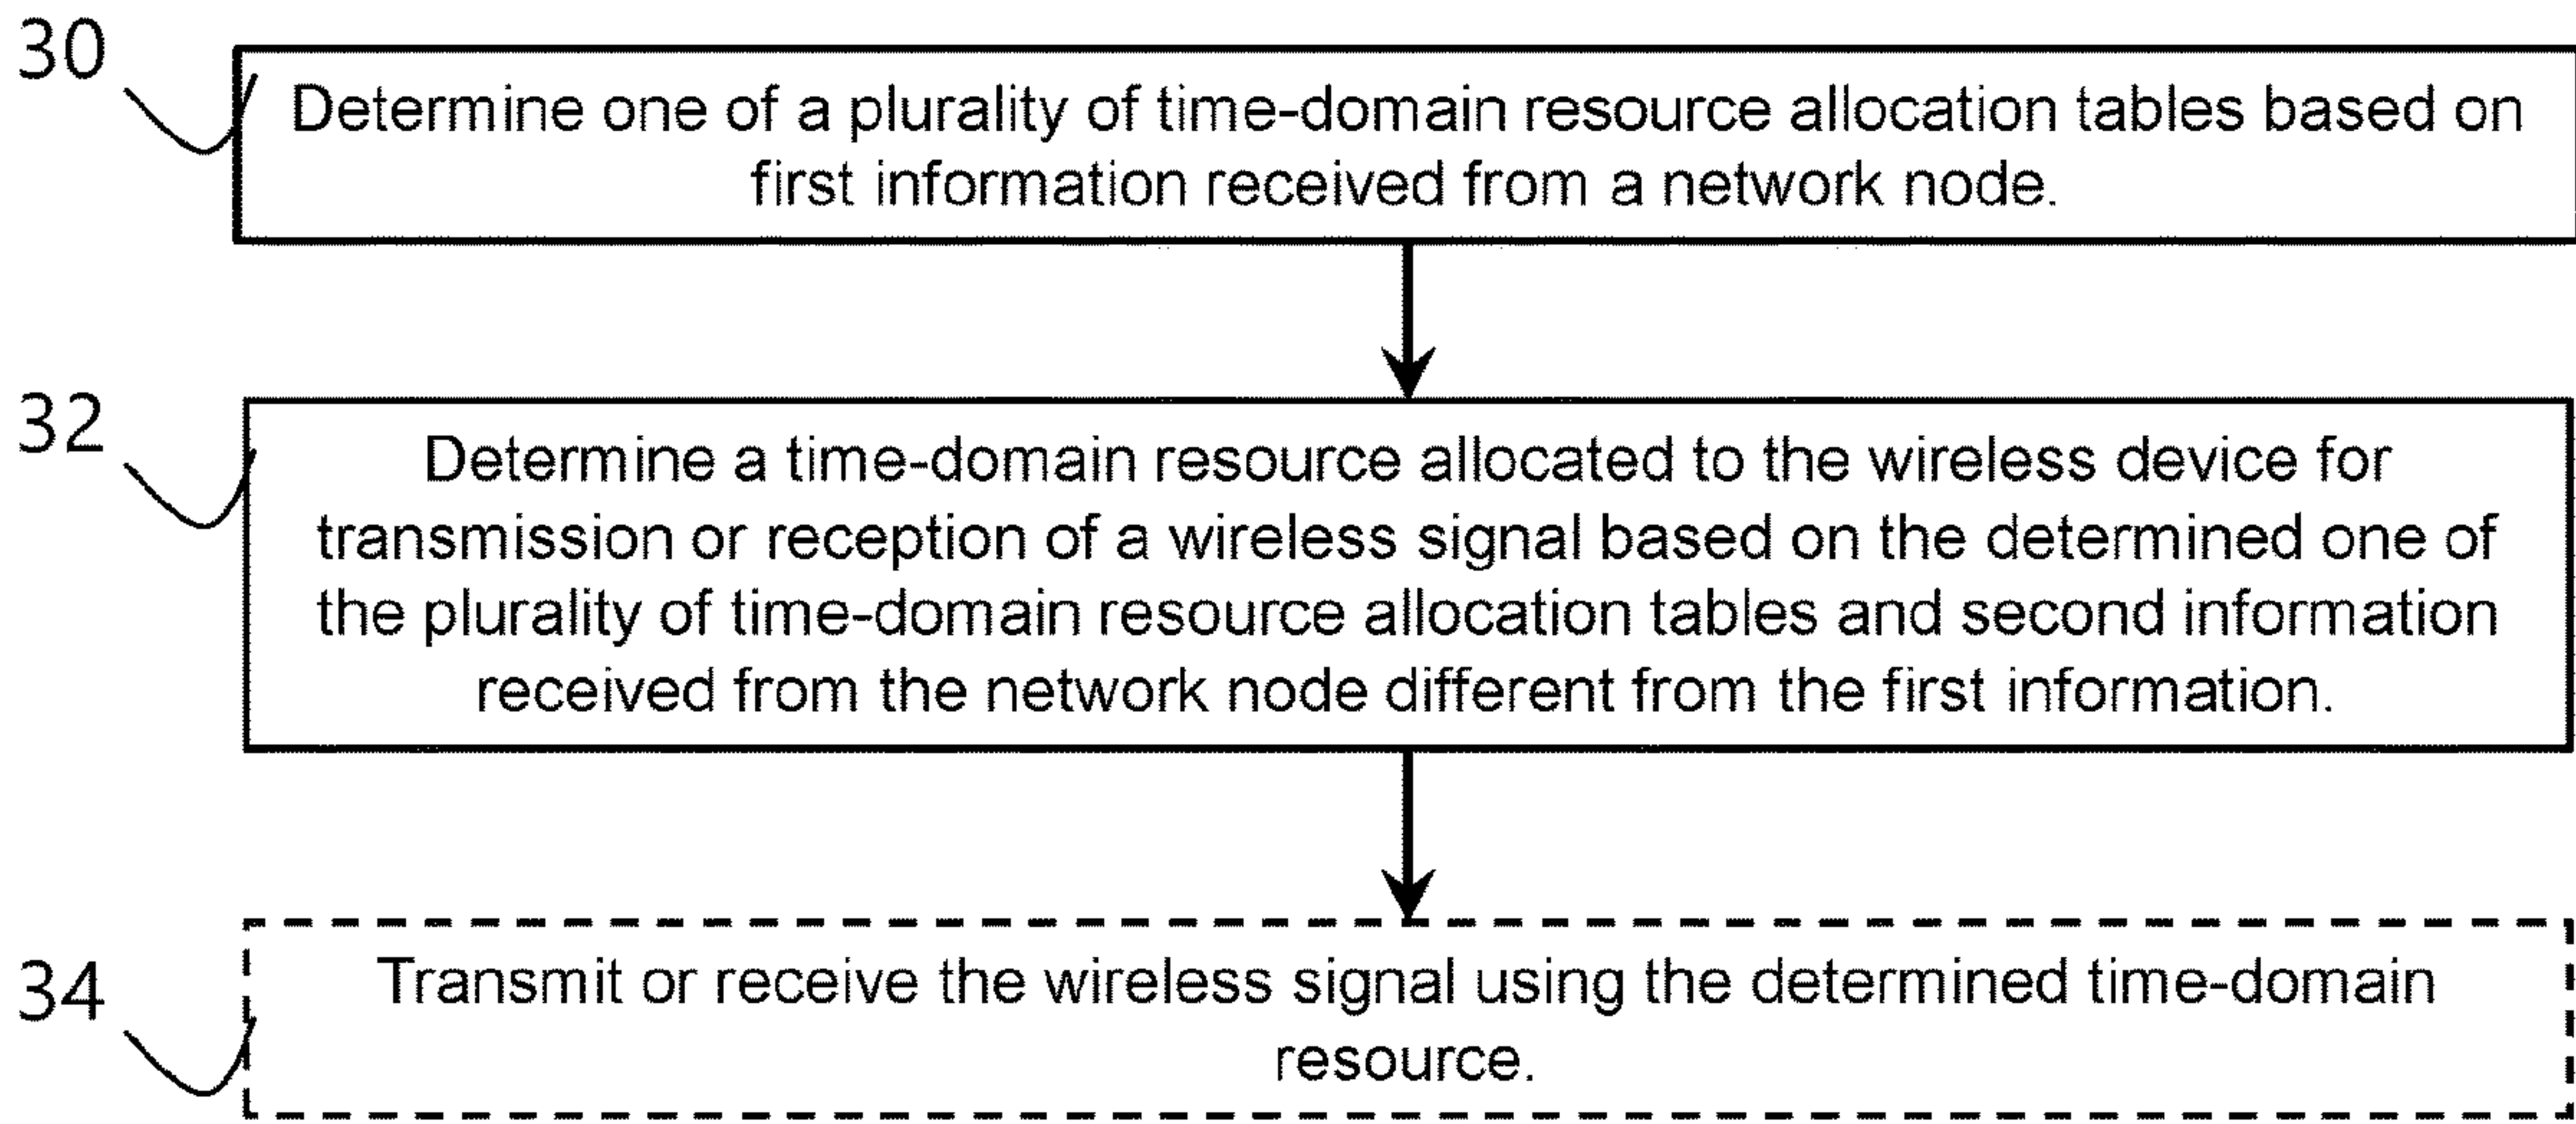 30
Determine one of a plurality of time-domain resource allocation tables based on
first information received from a network node.
32
Determine a time-domain resource allocated to the wireless device for
transmission or reception of a wireless signal based on the determined one of
the plurality of time-domain resource allocation tables and second information
received from the network node different from the first information.
34
Transmit or receive the wireless signal using the determined time-domain
resource.